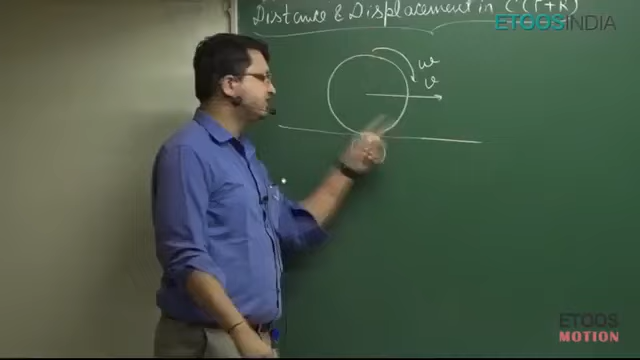 Distance & Displacement in C(T+R)
ETOOSINDIA
ω
v
ETOOS
MOTION